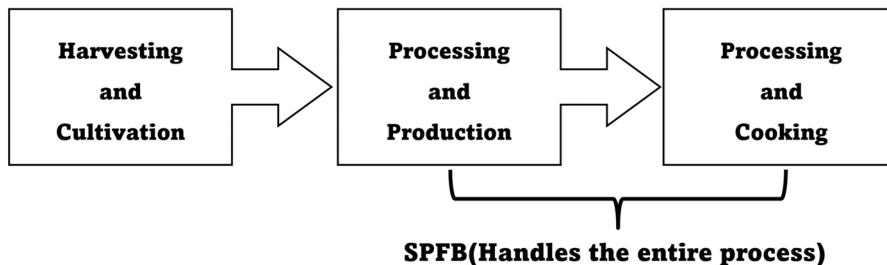 Harvesting
and
Cultivation
Processing
and
Production
Processing
and
Cooking
SPFB(Handles the entire process)